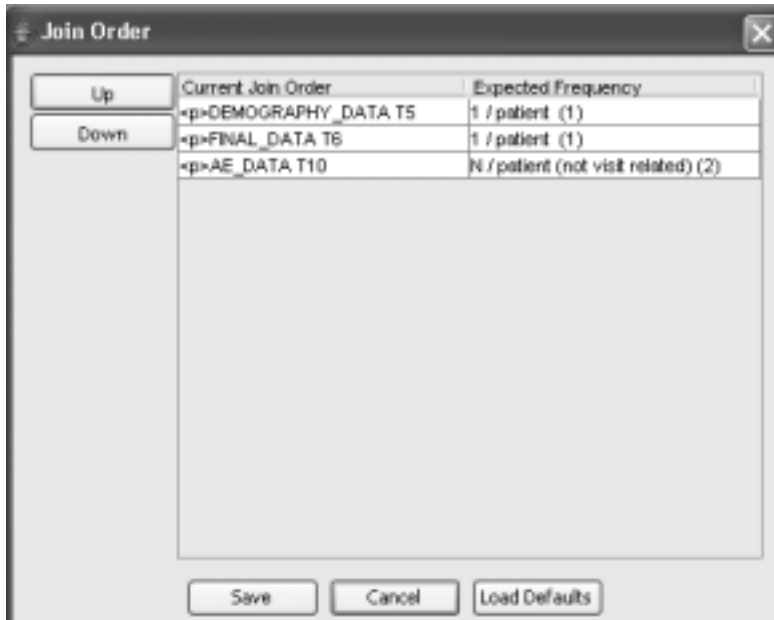 Join Order
Up
Down
Current Join Order Expected Frequency
<p>DEMOGRAPHY_DATA T5 1 / patient (1)
<p>FINAL_DATA T6 1 / patient (1)
<p>AE_DATA T10 N / patient (not visit related) (2)
Save Cancel Load Defaults